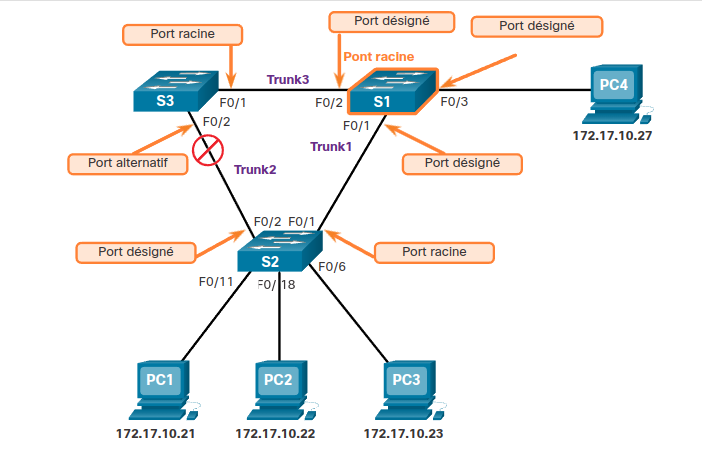 Port désigné
Port désigné
Port racine
Pont racine
Trunk3
PC4
S3
F0/1
F0/2
S1
F0/3
F0/2
F0/1
172.17.10.27
Trunk1
Port alternatif
Port désigné
Trunk2
F0/2
F0/1
Port désigné
Port racine
S2
F0/6
F0/11
F0/18
PC1
PC2
PC3
172.17.10.21
172.17.10.22
172.17.10.23